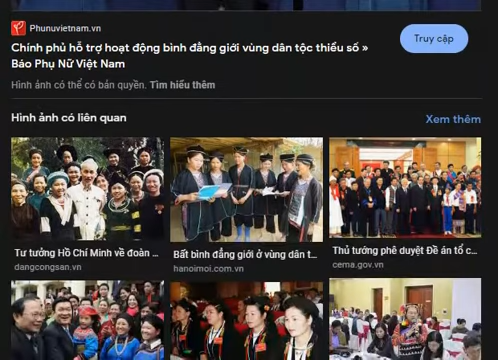 Phunuvietnam.vn
Chính phủ hỗ trợ hoạt động bình đẳng giới vùng dân tộc thiểu số »
Báo Phụ Nữ Việt Nam
Truy cập
Hình ảnh có thể có bản quyền. Tìm hiểu thêm
Hình ảnh có liên quan
Xem thêm
Tư tưởng Hồ Chí Minh về đoàn ...
dangcongsan.vn
Bất bình đẳng giới ở vùng dân t...
hanoimoi.com.vn
Thủ tướng phê duyệt Đề án tổ c...
cema.gov.vn